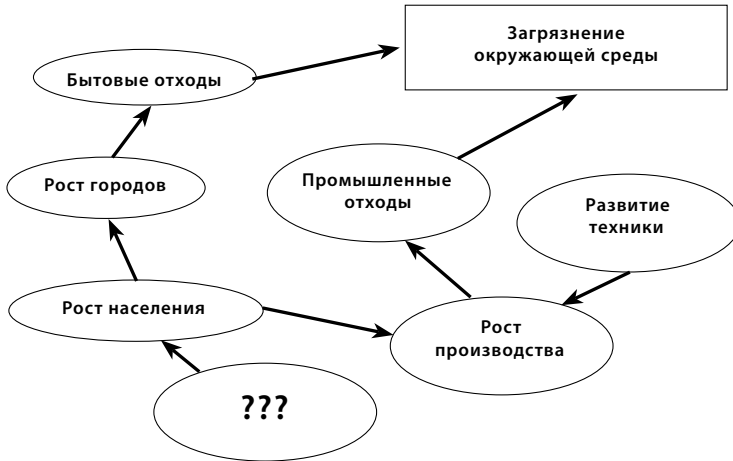 Загрязнение
окружающей среды
Бытовые отходы
Рост городов
Промышленные
отходы
Развитие
техники
Рост населения
Рост
производства
???